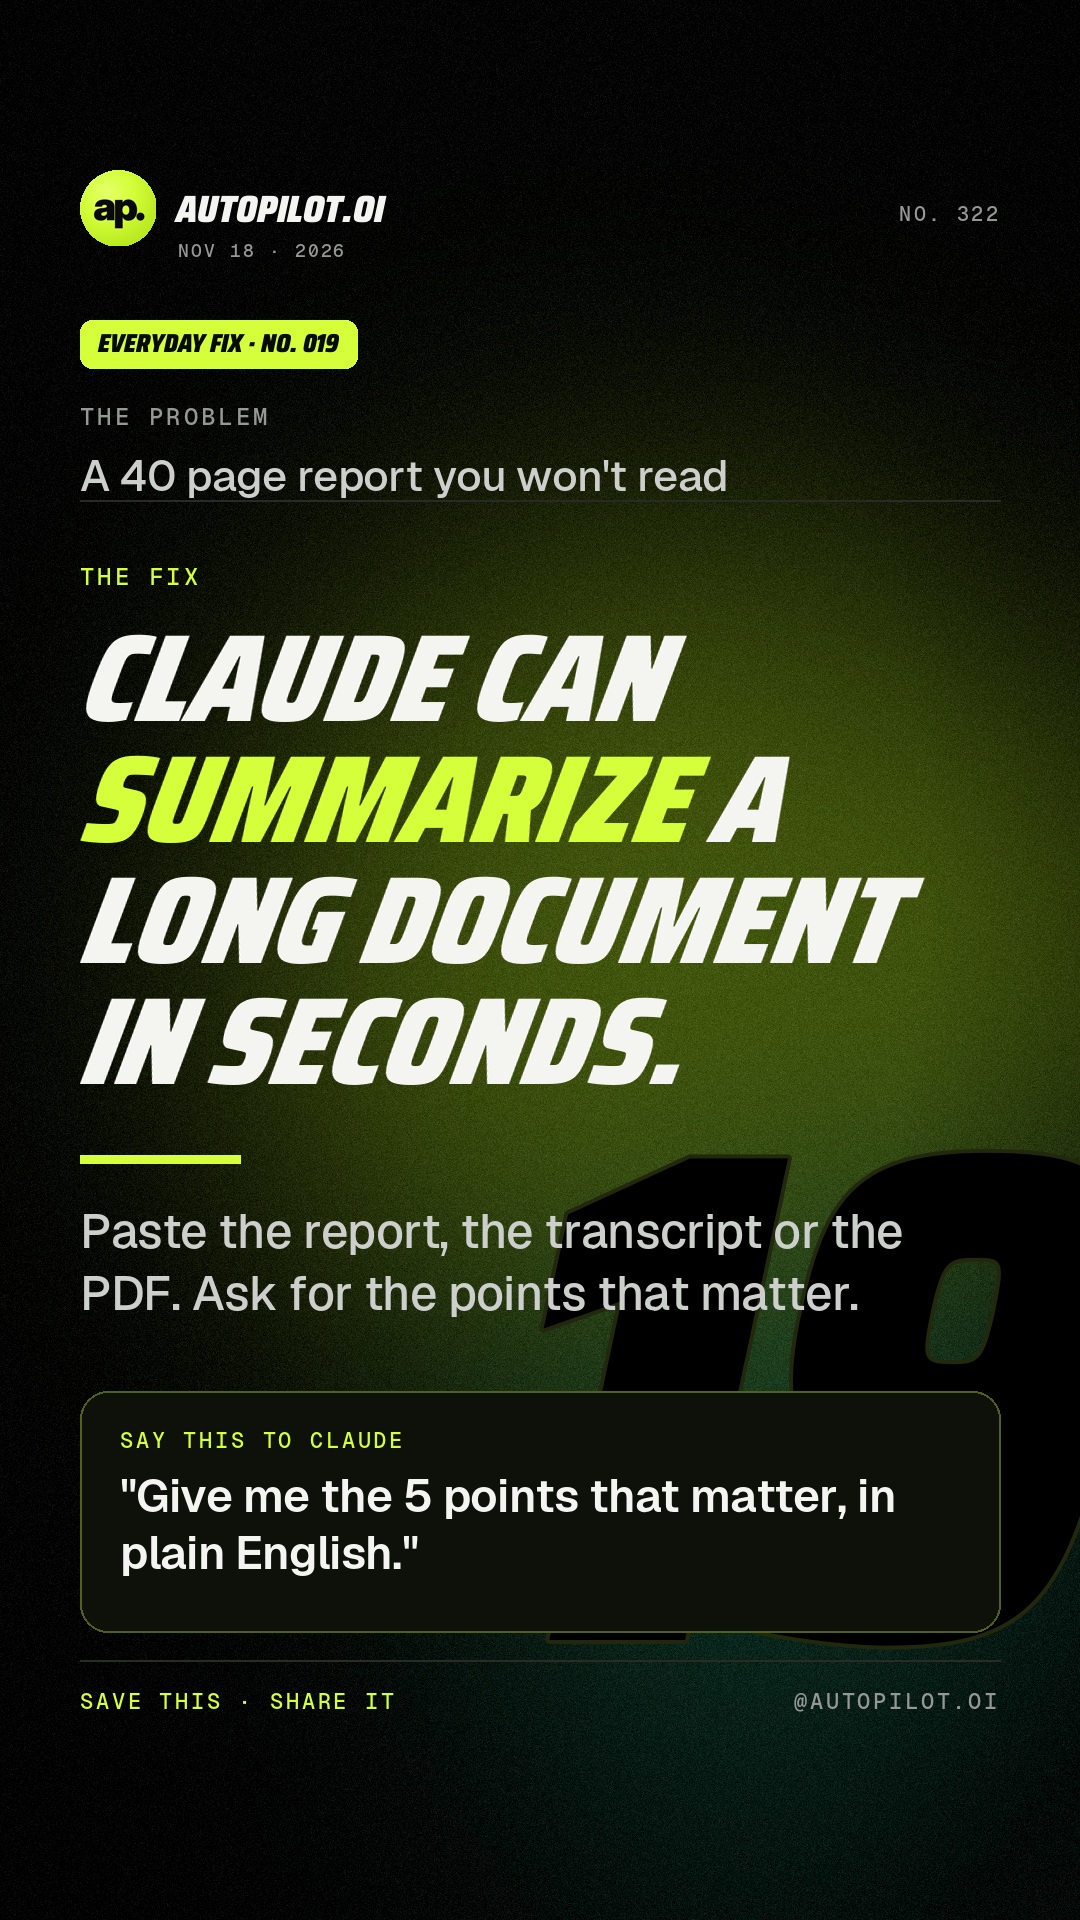 ap.
AUTOPILOT.OI
NOV 18 · 2026
NO. 322
EVERYDAY FIX · NO. 019
THE PROBLEM
A 40 page report you won't read
THE FIX
CLAUDE CAN
SUMMARIZE A
LONG DOCUMENT
IN SECONDS.
Paste the report, the transcript or the
PDF. Ask for the points that matter.
19
SAY THIS TO CLAUDE
"Give me the 5 points that matter, in
plain English."
SAVE THIS · SHARE IT
@AUTOPILOT.OI